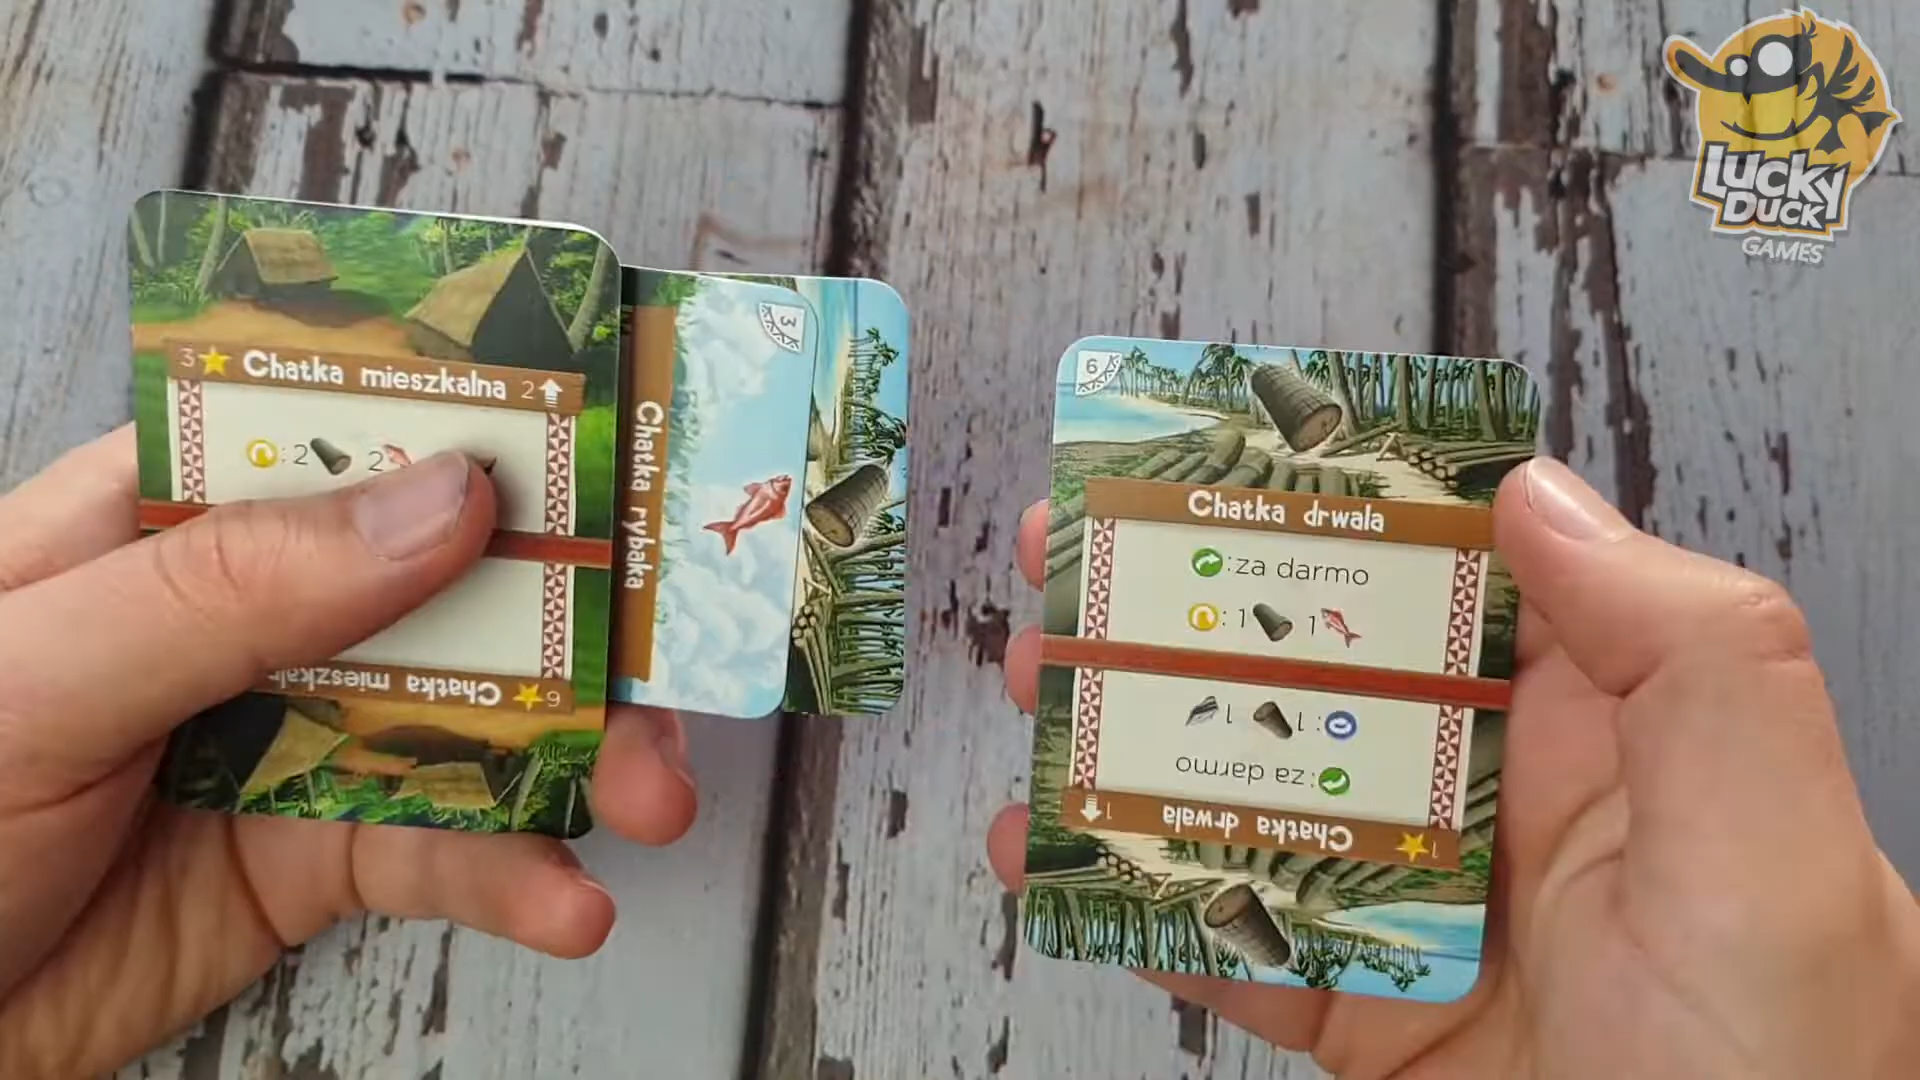 LUCKY
DUCK
GAMES
3 Chatka mieszkalna 2
: 2 2
6 Chatka mieszkalr
Chatka rybaka
3
6
Chatka drwala
: za darmo
: 1 1
: 1 1
: za darmo
1 Chatka drwala 1